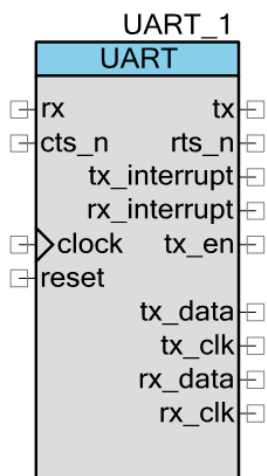 UART_1
UART
rx tx
cts_n rts_n
tx_interrupt
rx_interrupt
clock tx_en
reset
tx_data
tx_clk
rx_data
rx_clk